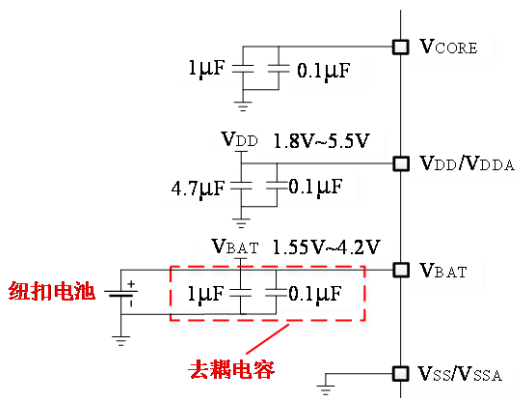 VCORE
1μF 0.1μF
VDD 1.8V~5.5V
VDD/VDDA
4.7μF 0.1μF
VBAT 1.55V~4.2V
VBAT
纽扣电池
+
-
1μF 0.1μF
去耦电容
VSS/VSSA